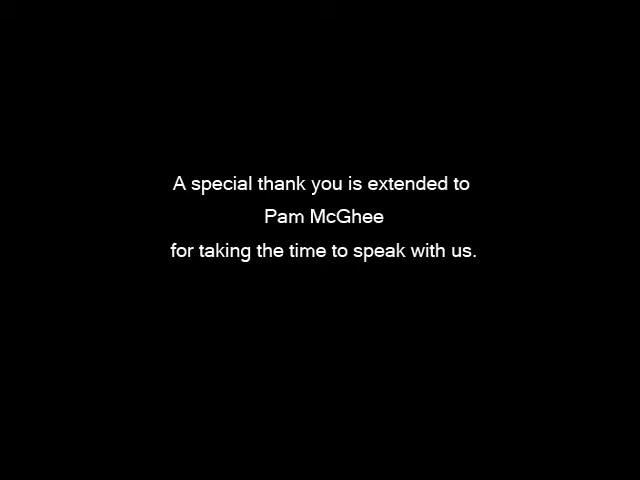 A special thank you is extended to
Pam McGhee
for taking the time to speak with us.